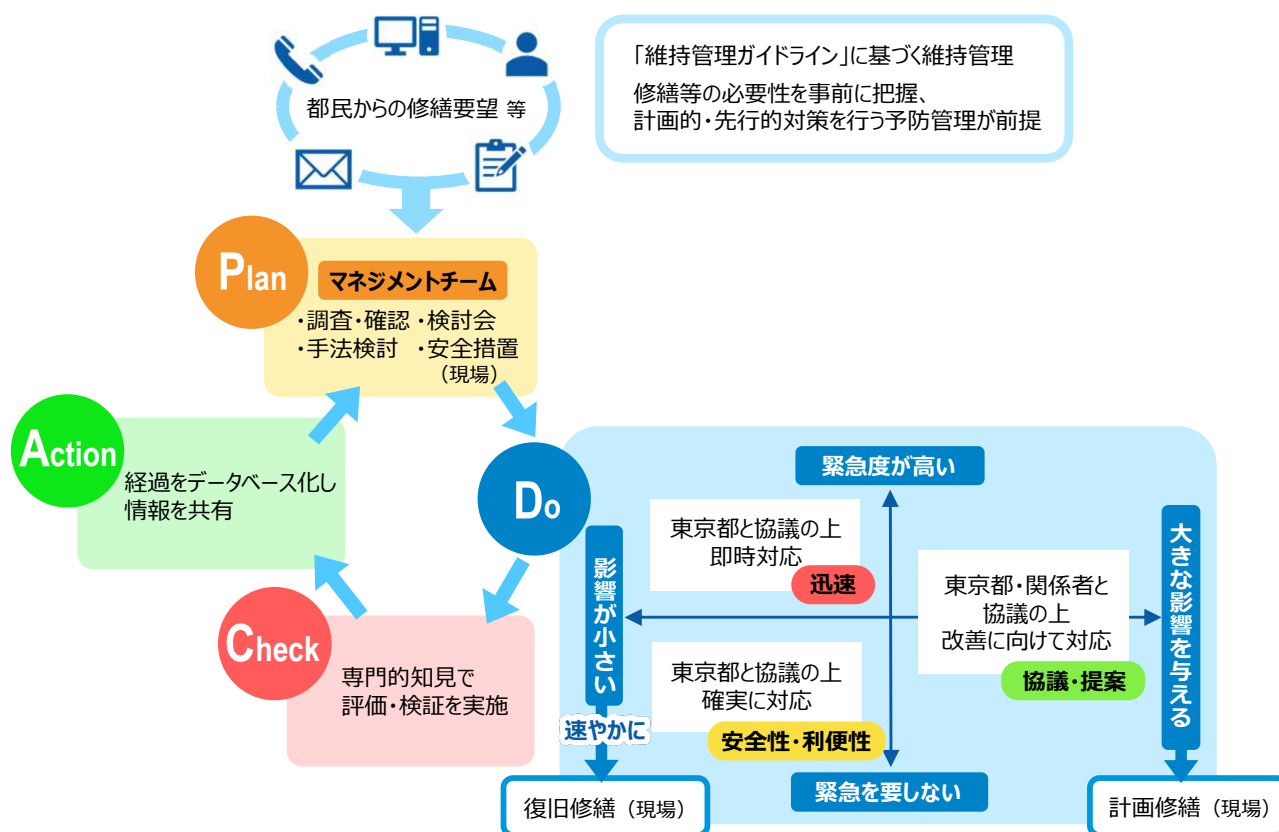 都民からの修繕要望 等
「維持管理ガイドライン」に基づく維持管理
修繕等の必要性を事前に把握、
計画的・先行的対策を行う予防管理が前提
Plan
マネジメントチーム
・調査・確認 ・検討会
・手法検討 ・安全措置
（現場）
Action
経過をデータベース化し
情報を共有
Do
Check
専門的知見で
評価・検証を実施
緊急度が高い
東京都と協議の上
即時対応
迅速
影響が小さい
大きな影響を与える
東京都・関係者と
協議の上
改善に向けて対応
協議・提案
東京都と協議の上
確実に対応
安全性・利便性
速やかに
緊急を要しない
復旧修繕（現場）
計画修繕（現場）